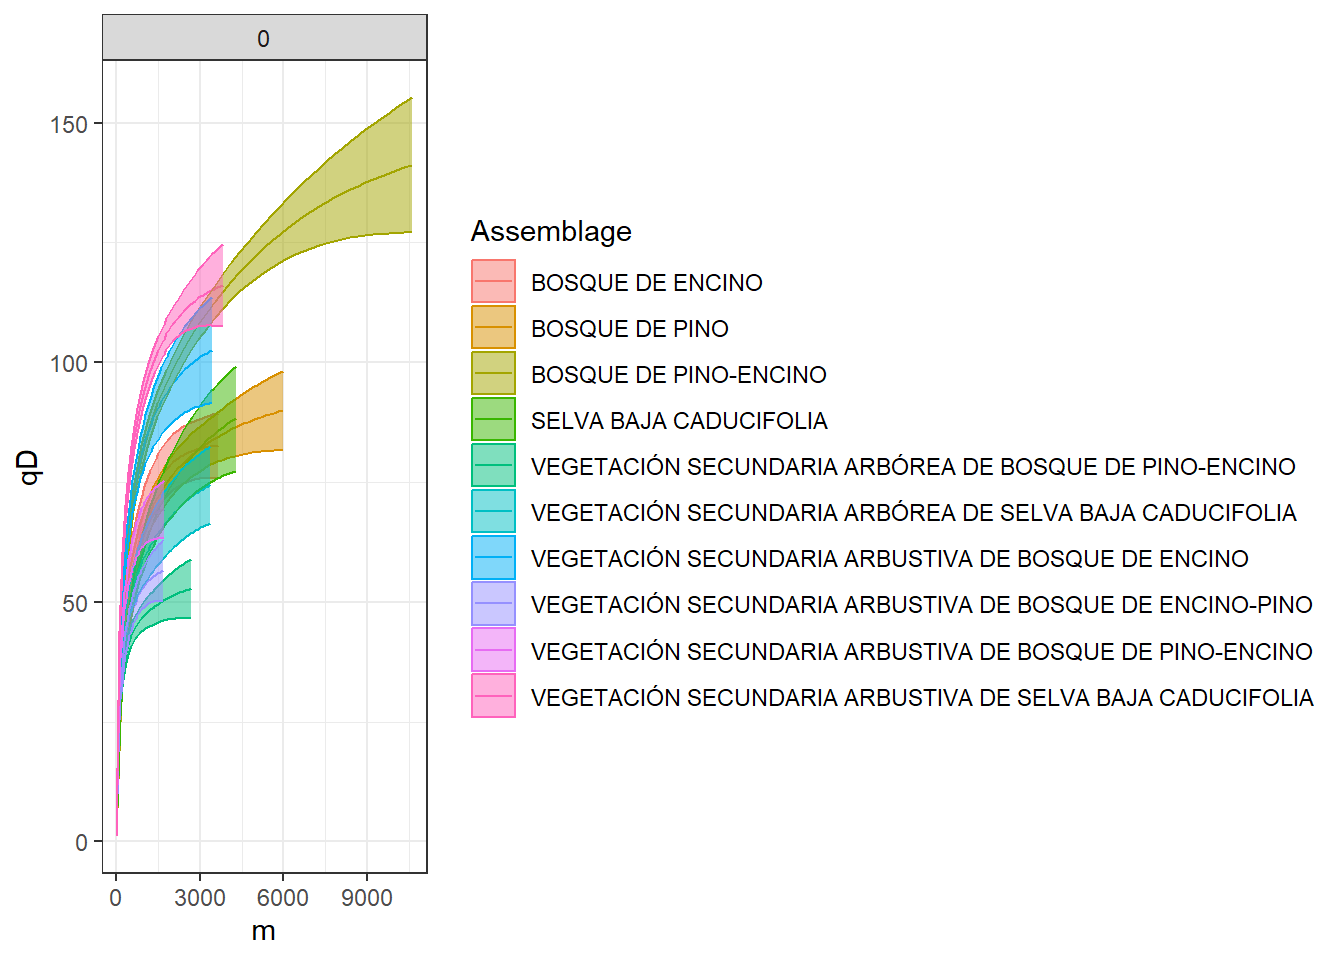 0
150
100
50
0
qD
0 3000 6000 9000
m
Assemblage
BOSQUE DE ENCINO
BOSQUE DE PINO
BOSQUE DE PINO-ENCINO
SELVA BAJA CADUCIFOLIA
VEGETACIÓN SECUNDARIA ARBÓREA DE BOSQUE DE PINO-ENCINO
VEGETACIÓN SECUNDARIA ARBÓREA DE SELVA BAJA CADUCIFOLIA
VEGETACIÓN SECUNDARIA ARBUSTIVA DE BOSQUE DE ENCINO
VEGETACIÓN SECUNDARIA ARBUSTIVA DE BOSQUE DE ENCINO-PINO
VEGETACIÓN SECUNDARIA ARBUSTIVA DE BOSQUE DE PINO-ENCINO
VEGETACIÓN SECUNDARIA ARBUSTIVA DE SELVA BAJA CADUCIFOLIA